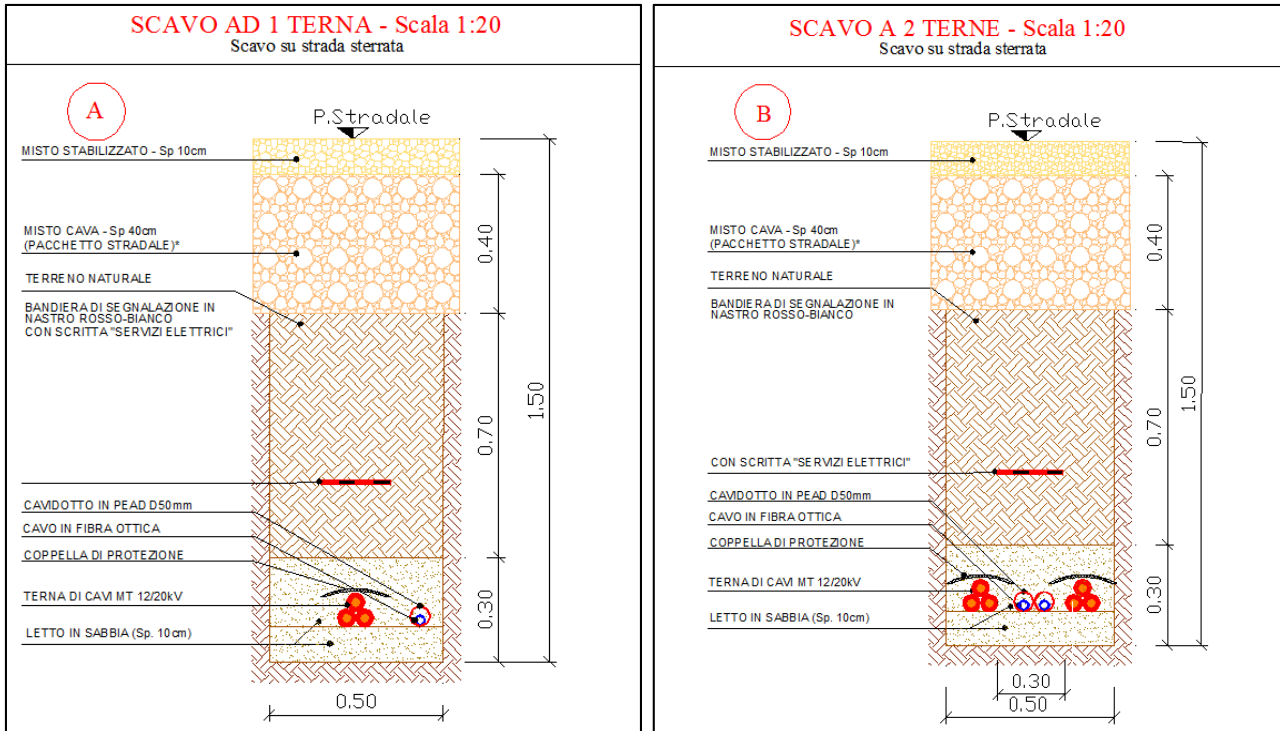 SCAVO AD 1 TERNA - Scala 1:20
Scavo su strada sterrata
A
P.Stradale
MISTO STABILIZZATO - Sp 10cm
MISTO CAVA - Sp 40cm
(PACCHETTO STRADALE)*
TERRENO NATURALE
BANDIERA DI SEGNALAZIONE IN
NASTRO ROSSO-BIANCO
CON SCRITTA "SERVIZI ELETTRICI"
CAVIDOTTO IN PEAD D50mm
CAVO IN FIBRA OTTICA
COPPELLA DI PROTEZIONE
TERNA DI CAVI MT 12/20kV
LETTO IN SABBIA (Sp. 10cm)
0.40
0.70
0.30
1.50
0.50
SCAVO A 2 TERNE - Scala 1:20
Scavo su strada sterrata
B
P.Stradale
MISTO STABILIZZATO - Sp 10cm
MISTO CAVA - Sp 40cm
(PACCHETTO STRADALE)*
TERRENO NATURALE
BANDIERA DI SEGNALAZIONE IN
NASTRO ROSSO-BIANCO
CON SCRITTA "SERVIZI ELETTRICI"
CAVIDOTTO IN PEAD D50mm
CAVO IN FIBRA OTTICA
COPPELLA DI PROTEZIONE
TERNA DI CAVI MT 12/20kV
LETTO IN SABBIA (Sp. 10cm)
0.40
0.70
0.30
1.50
0.30
0.50